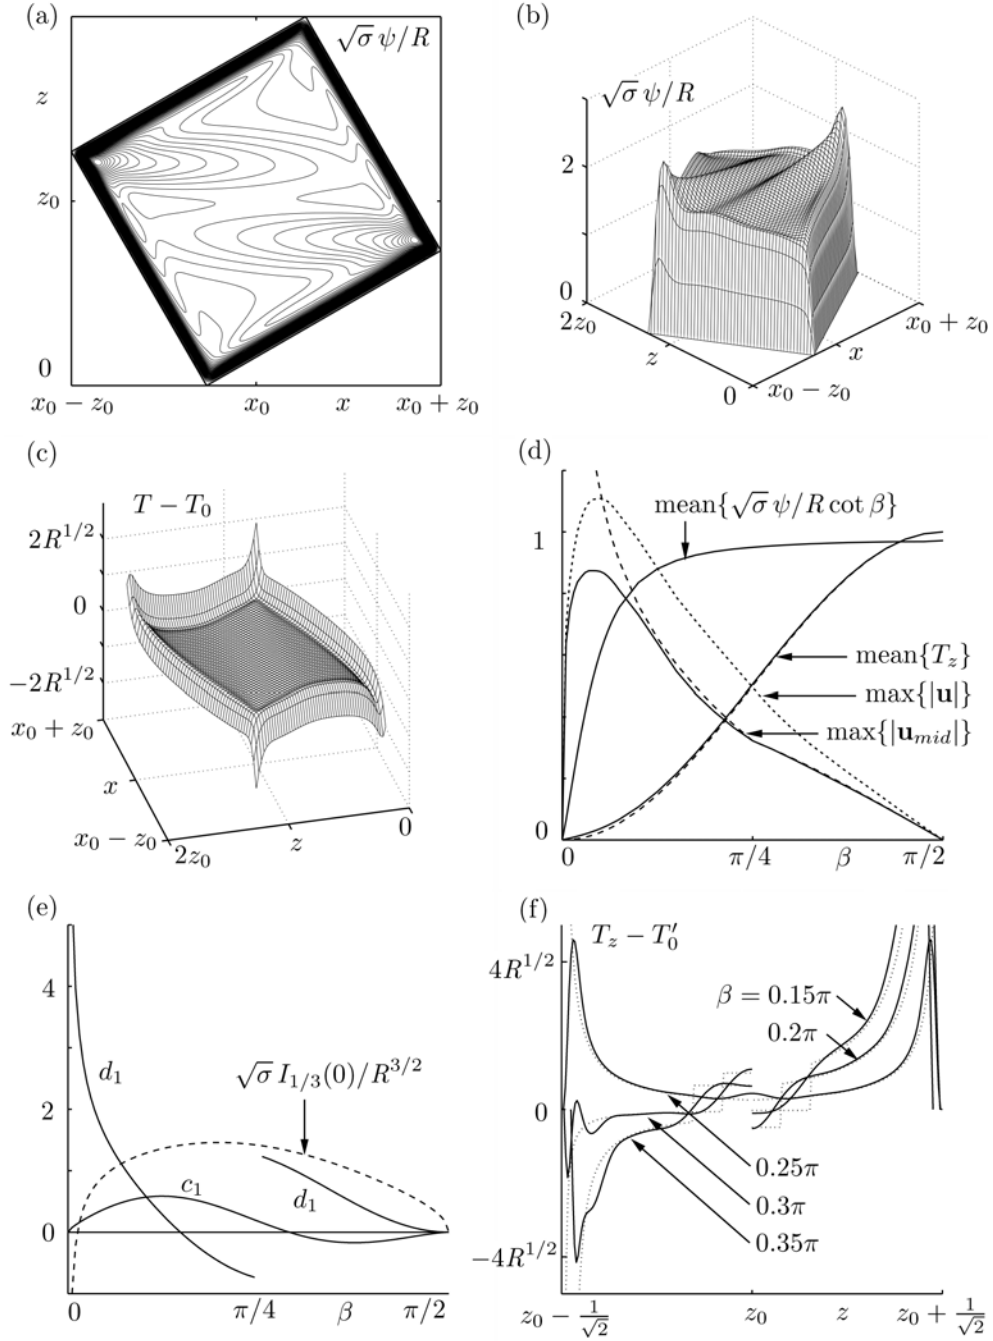 (a)
√σ ψ/R
z
z₀
0
x₀ − z₀
x₀
x
x₀ + z₀
(b)
√σ ψ/R
2
0
2z₀
z
0
x₀ − z₀
x
x₀ + z₀
(c)
T − T₀
2R^{1/2}
0
−2R^{1/2}
x₀ + z₀
x
x₀ − z₀
2z₀
z
0
(d)
mean{√σ ψ/R cot β}
1
mean{T_z}
max{|u|}
max{|u_{mid}|}
0
0
π/4
β
π/2
(e)
4
d₁
√σ I_{1/3}(0)/R^{3/2}
2
c₁
d₁
0
0
π/4
β
π/2
(f)
T_z − T₀′
4R^{1/2}
β = 0.15π
0.2π
0
0.25π
0.3π
0.35π
−4R^{1/2}
z₀ − 1/√2
z₀
z
z₀ + 1/√2